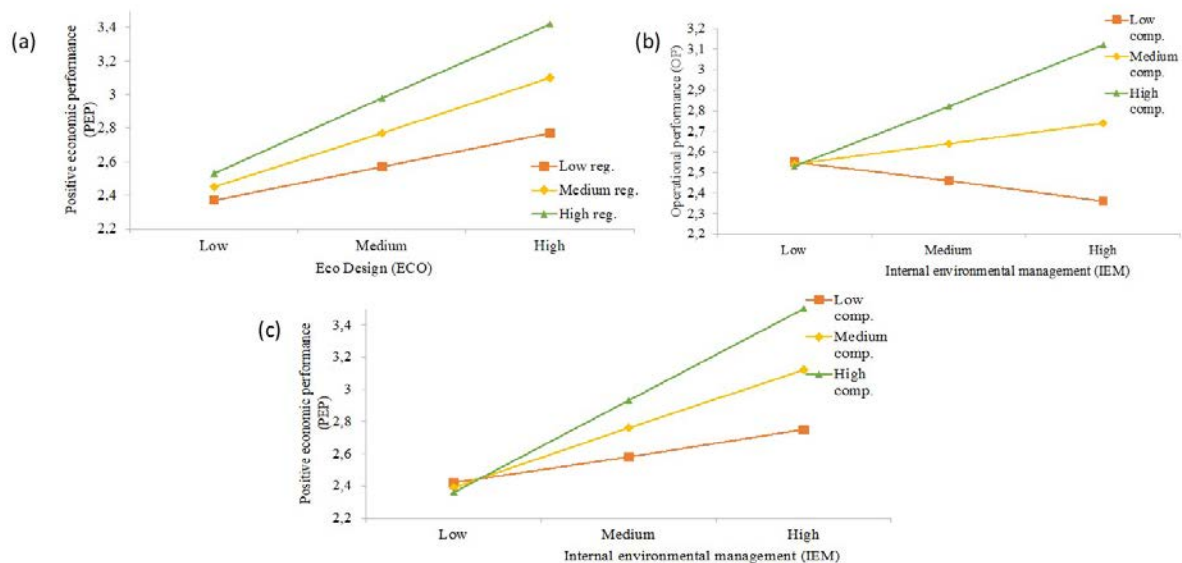 (a)
Positive economic performance
(PEP)
3,4
3,2
3
2,8
2,6
2,4
2,2
Low
Medium
High
Eco Design (ECO)
Low reg.
Medium reg.
High reg.
(b)
Operational performance (OP)
3,2
3,1
3
2,9
2,8
2,7
2,6
2,5
2,4
2,3
2,2
Low
Medium
High
Internal environmental management (IEM)
Low
comp.
Medium
comp.
High
comp.
(c)
Positive economic performance
(PEP)
3,4
3,2
3
2,8
2,6
2,4
2,2
Low
Medium
High
Internal environmental management (IEM)
Low
comp.
Medium
comp.
High
comp.